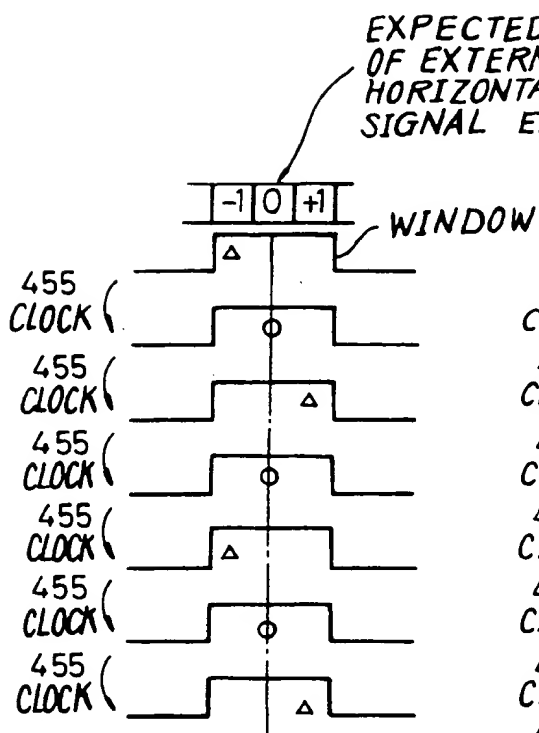 EXPECTED
OF EXTERN
HORIZONTA
SIGNAL E
-1 0 +1
WINDOW
455
CLOCK
C
455
CLOCK
C
455
CLOCK
C
455
CLOCK
C
455
CLOCK
C
455
CLOCK
C